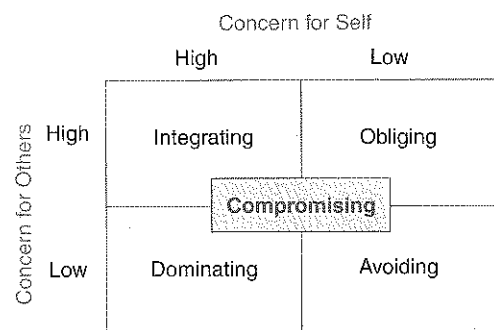 Concern for Self
High Low
Concern for Others
High Integrating Obliging
Compromising
Low Dominating Avoiding